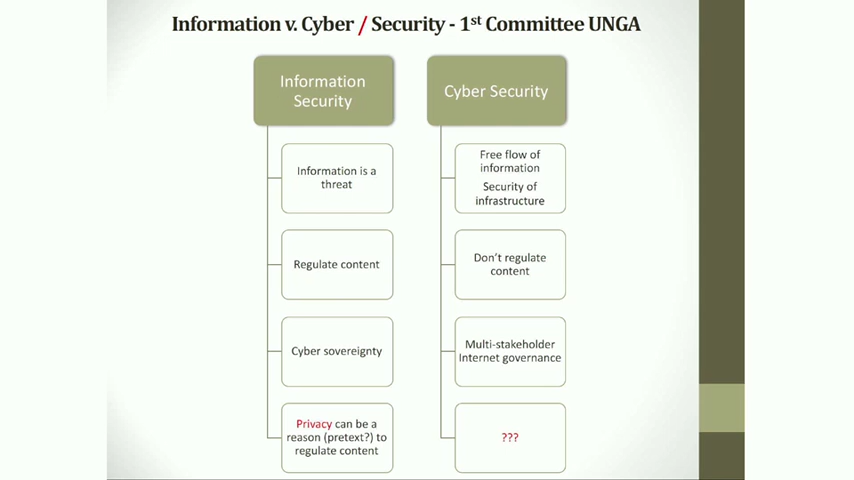 Information v. Cyber / Security - 1st Committee UNGA
Information
Security
Information is a
threat
Regulate content
Cyber sovereignty
Privacy can be a
reason (pretext?) to
regulate content
Cyber Security
Free flow of
information
Security of
infrastructure
Don't regulate
content
Multi-stakeholder
Internet governance
???